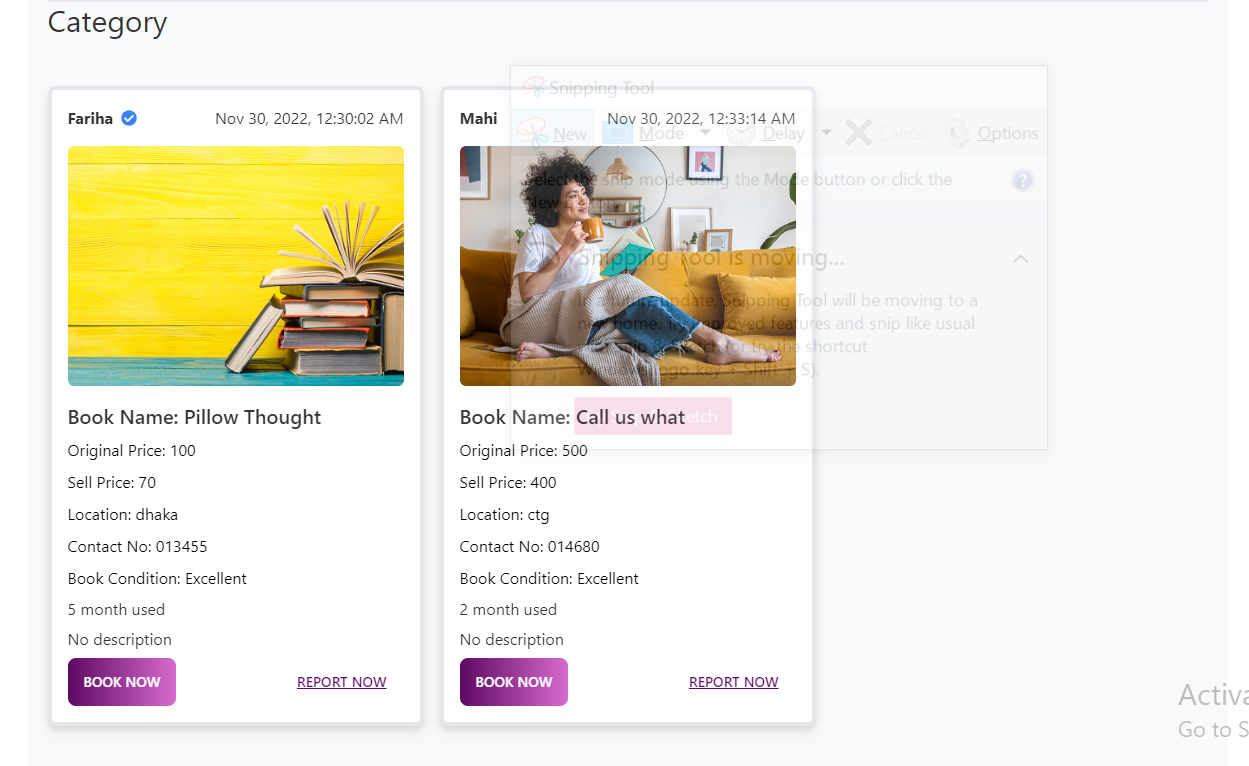 Category
Fariha
Nov 30, 2022, 12:30:02 AM
Book Name: Pillow Thought
Original Price: 100
Sell Price: 70
Location: dhaka
Contact No: 013455
Book Condition: Excellent
5 month used
No description
BOOK NOW
REPORT NOW
Mahi
Nov 30, 2022, 12:33:14 AM
Book Name: Call us what
Original Price: 500
Sell Price: 400
Location: ctg
Contact No: 014680
Book Condition: Excellent
2 month used
No description
BOOK NOW
REPORT NOW
Snipping Tool
New Mode Delay Cancel Options
Select the snip mode using the Mode button or click the
New
Snipping Tool is moving...
In a future update, Snipping Tool will be moving to a
new home. Try improved features and snip like usual
try the shortcut
logo key + Shift + S).
Activa
Go to S